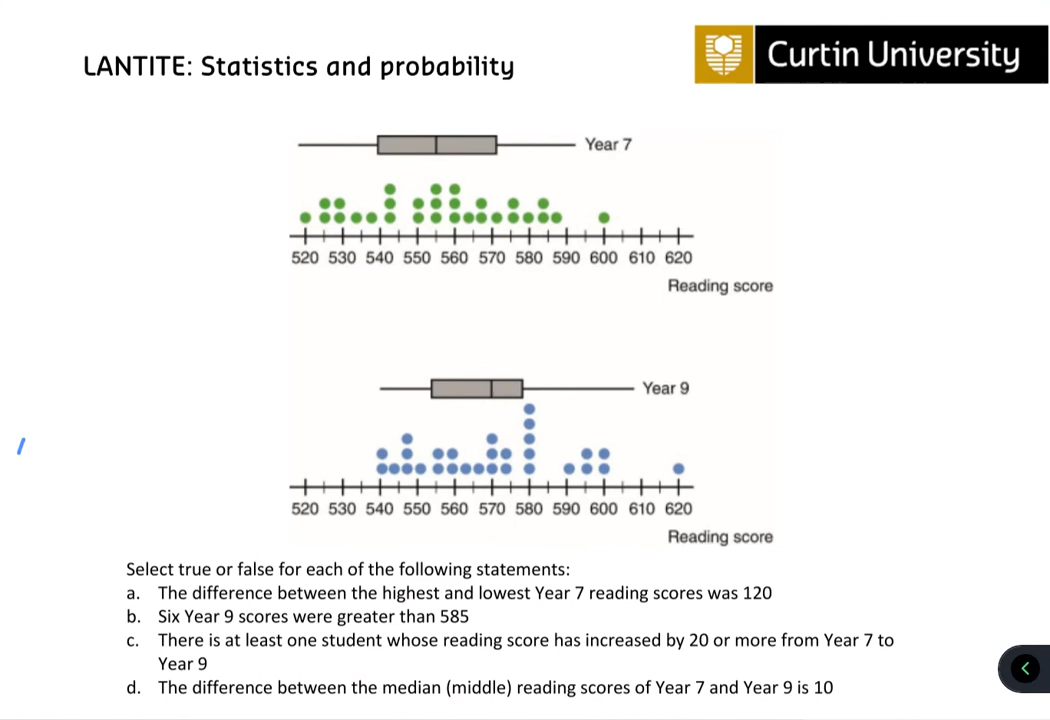 LANTITE: Statistics and probability
Curtin University
Year 7
520 530 540 550 560 570 580 590 600 610 620
Reading score
Year 9
520 530 540 550 560 570 580 590 600 610 620
Reading score
Select true or false for each of the following statements:
a. The difference between the highest and lowest Year 7 reading scores was 120
b. Six Year 9 scores were greater than 585
c. There is at least one student whose reading score has increased by 20 or more from Year 7 to
Year 9
d. The difference between the median (middle) reading scores of Year 7 and Year 9 is 10